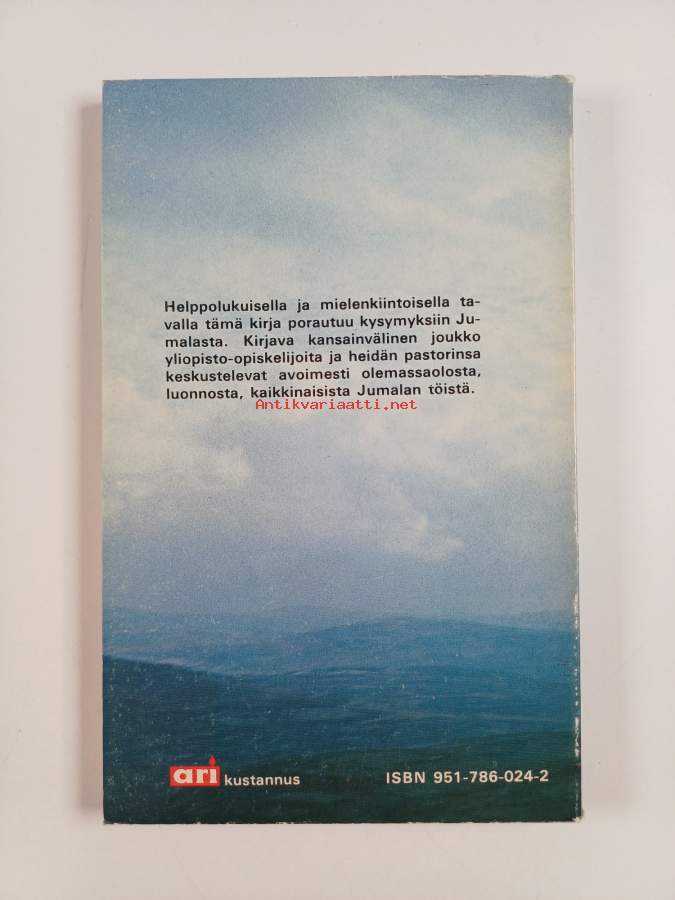 Helppolukuisella ja mielenkiintoisella ta-
valla tämä kirja porautuu kysymyksiin Ju-
malasta. Kirjava kansainvälinen joukko
yliopisto-opiskelijoita ja heidän pastorinsa
keskustelevat avoimesti olemassaolosta,
luonnosta, kaikkinaisista Jumalan töistä.
Antikvariaatti.net
ari kustannus
ISBN 951-786-024-2